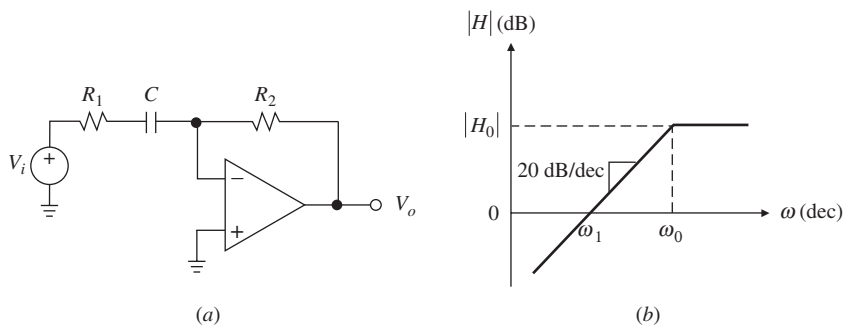 R₁
C
R₂
Vᵢ
+
−
+
Vₒ
(a)
|H| (dB)
|H₀|
20 dB/dec
0
ω₁
ω₀
ω (dec)
(b)